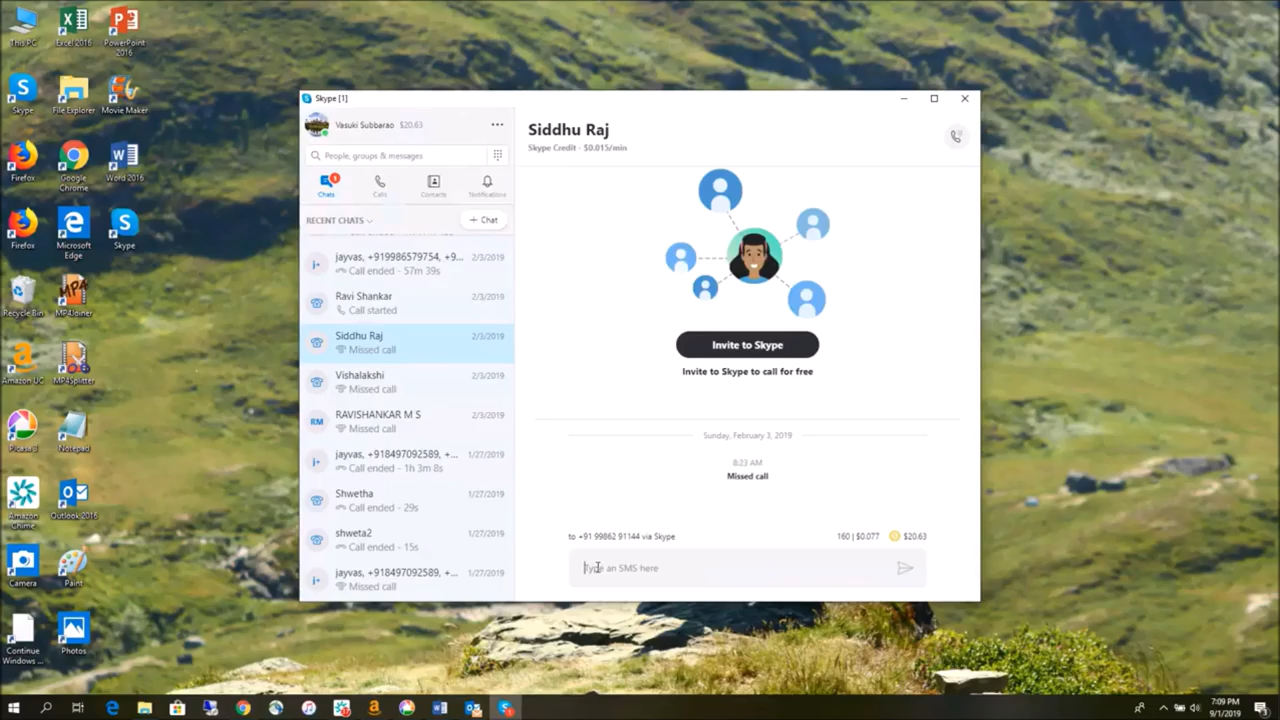 This PC
Excel 2016
PowerPoint
2016
Skype
File Explorer
Movie Maker
Firefox
Google
Chrome
Word 2016
Firefox
Microsoft
Edge
Skype
Recycle Bin
MP4Joiner
Amazon UC
MP4Splitter
Picasa 3
Notepad
Amazon
Chime
Outlook 2016
Camera
Paint
Continue
Windows ...
Photos
Skype [1]
Vasuki Subbarao $20.63
People, groups & messages
1
Chats
Calls
Contacts
Notifications
RECENT CHATS
+ Chat
jayvas, +919986579754, +9... 2/3/2019
Call ended - 57m 39s
Ravi Shankar 2/3/2019
Call started
Siddhu Raj 2/3/2019
Missed call
Vishalakshi 2/3/2019
Missed call
RM
RAVISHANKAR M S 2/3/2019
Missed call
jayvas, +918497092589, +... 1/27/2019
Call ended - 1h 3m 8s
Shwetha 1/27/2019
Call ended - 29s
shweta2 1/27/2019
Call ended - 15s
jayvas, +918497092589, +... 1/27/2019
Missed call
Siddhu Raj
Skype Credit - $0.015/min
Invite to Skype
Invite to Skype to call for free
Sunday, February 3, 2019
8:23 AM
Missed call
to +91 99862 91144 via Skype
160 | $0.077 $20.63
Type an SMS here
7:09 PM
9/1/2019